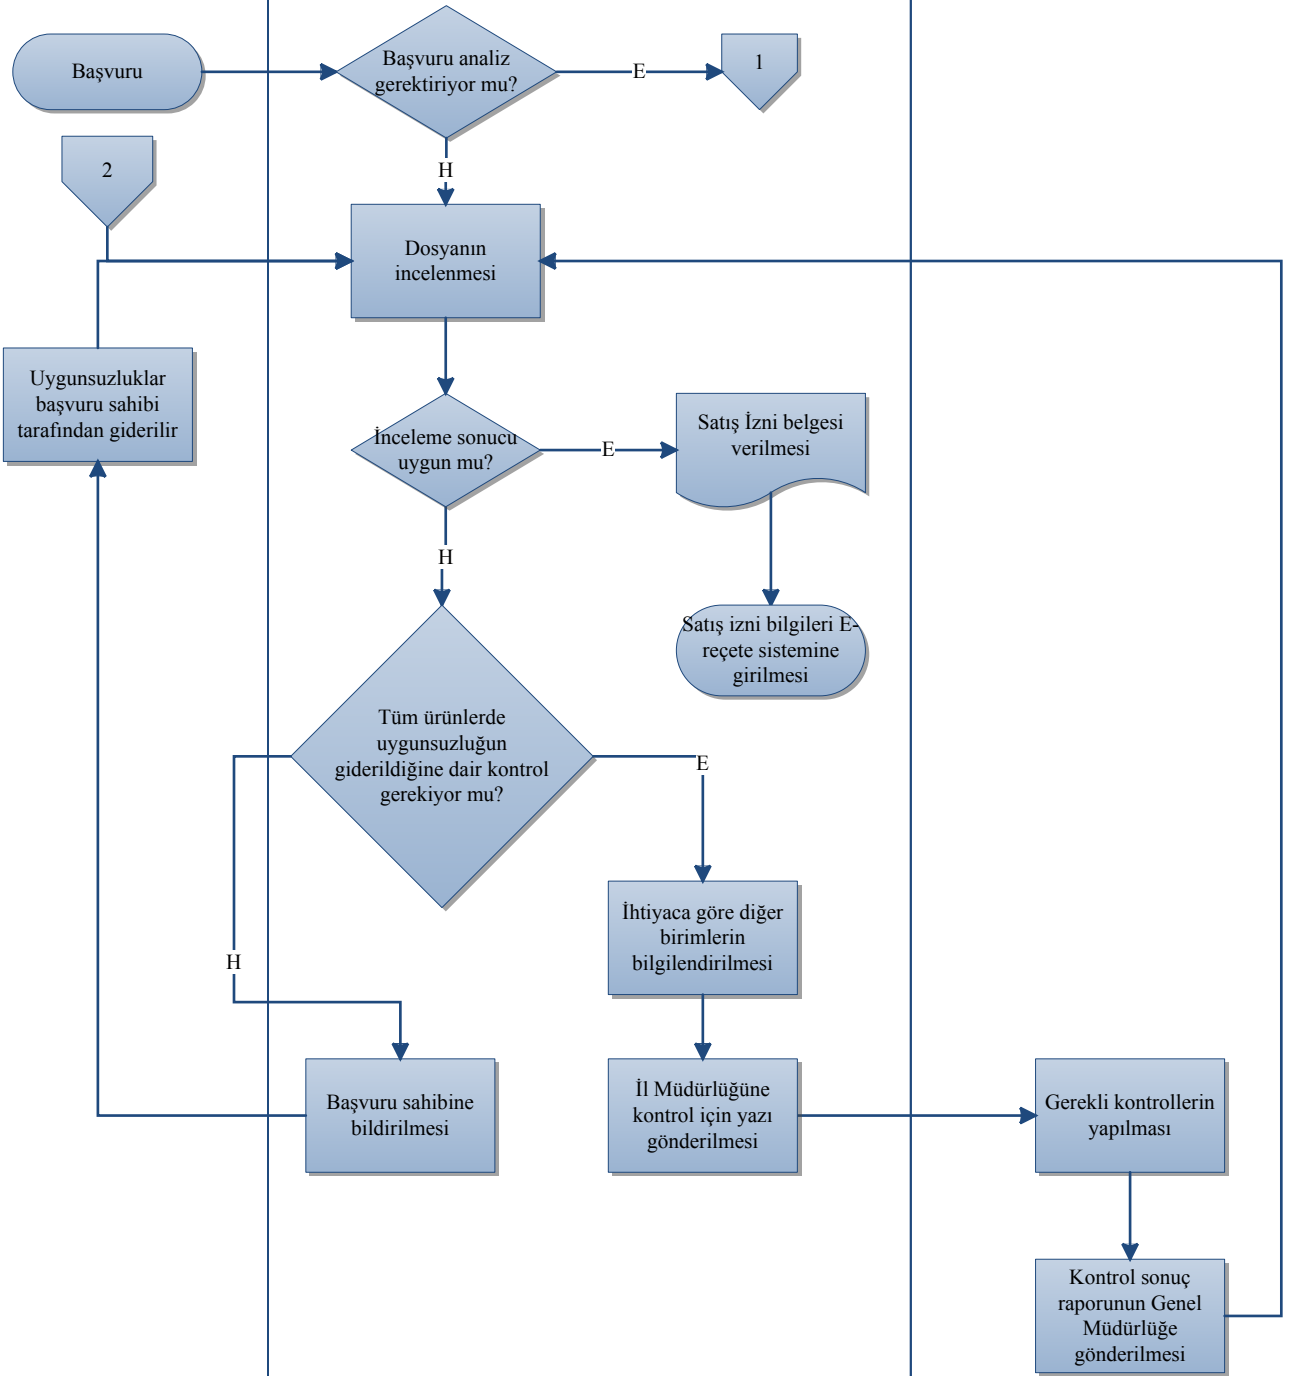 Başvuru
Başvuru analiz
gerektiriyor mu?
E
1
H
2
Dosyanın
incelenmesi
Uygunsuzluklar
başvuru sahibi
tarafından giderilir
İnceleme sonucu
uygun mu?
E
Satış İzni belgesi
verilmesi
H
Satış izni bilgileri E-
reçete sistemine
girilmesi
Tüm ürünlerde
uygunsuzluğun
giderildiğine dair kontrol
gerekiyor mu?
E
H
İhtiyaca göre diğer
birimlerin
bilgilendirilmesi
Başvuru sahibine
bildirilmesi
İl Müdürlüğüne
kontrol için yazı
gönderilmesi
Gerekli kontrollerin
yapılması
Kontrol sonuç
raporunun Genel
Müdürlüğe
gönderilmesi